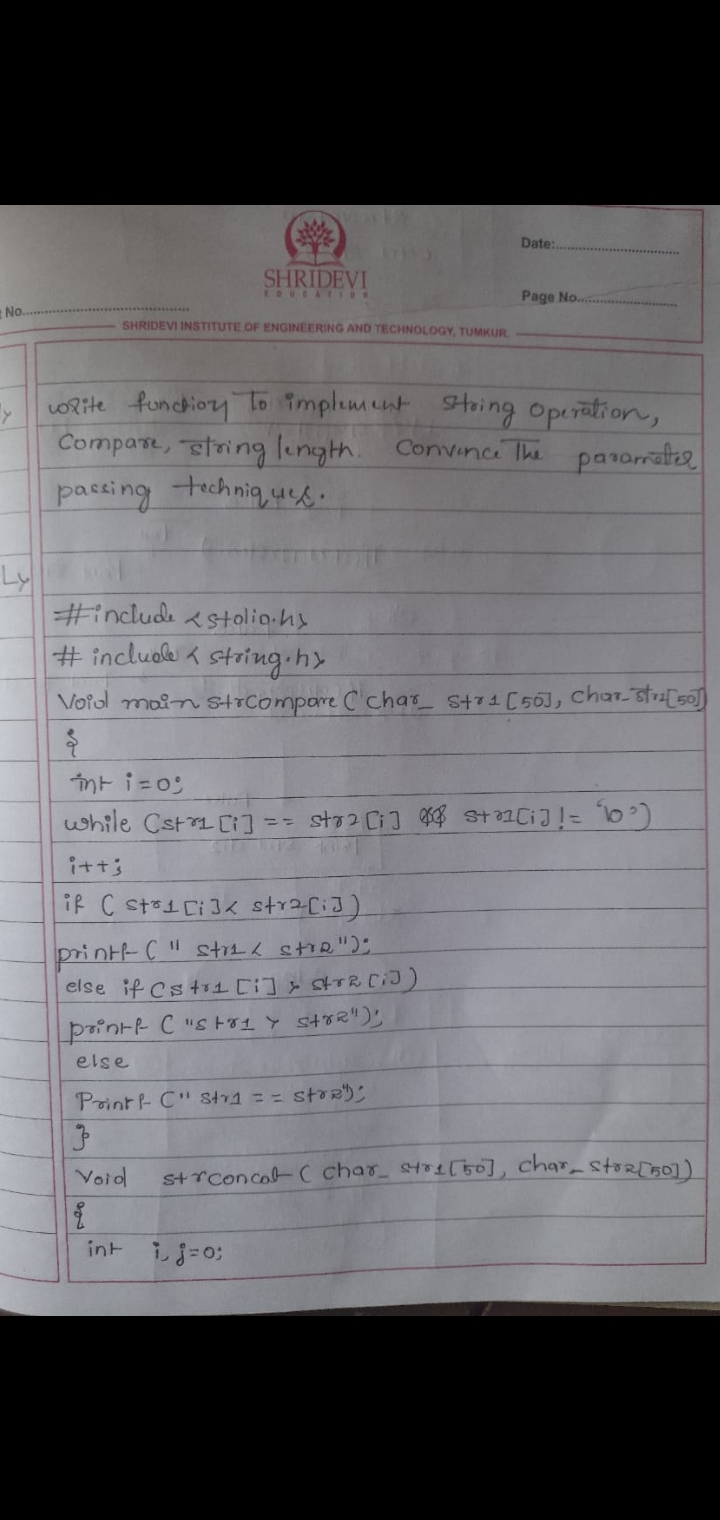 SHRIDEVI
EDUCATION
Date:
Page No.
No.
SHRIDEVI INSTITUTE OF ENGINEERING AND TECHNOLOGY, TUMKUR.
y
write function To implement string operation,
Compare, string length. Convence The parameter
passing techniques.
Ly
#include <stolio.h>
# include < string.h>
Void main strCompare ( char_ str1 [50], Char_str2[50]
{
int i = 0;
while (str1 [i] == str2 [i] && str1[i] != '\0')
i++;
if ( str1 [i] < str2[i])
printf (" str1 < str2");
else if (str1 [i] > str2 [i])
printf ("str1 > str2");
else
Printf (" str1 == str2");
}
Void strconcat ( char_ str1[50], char_ str2[50])
{
int i, j=0;